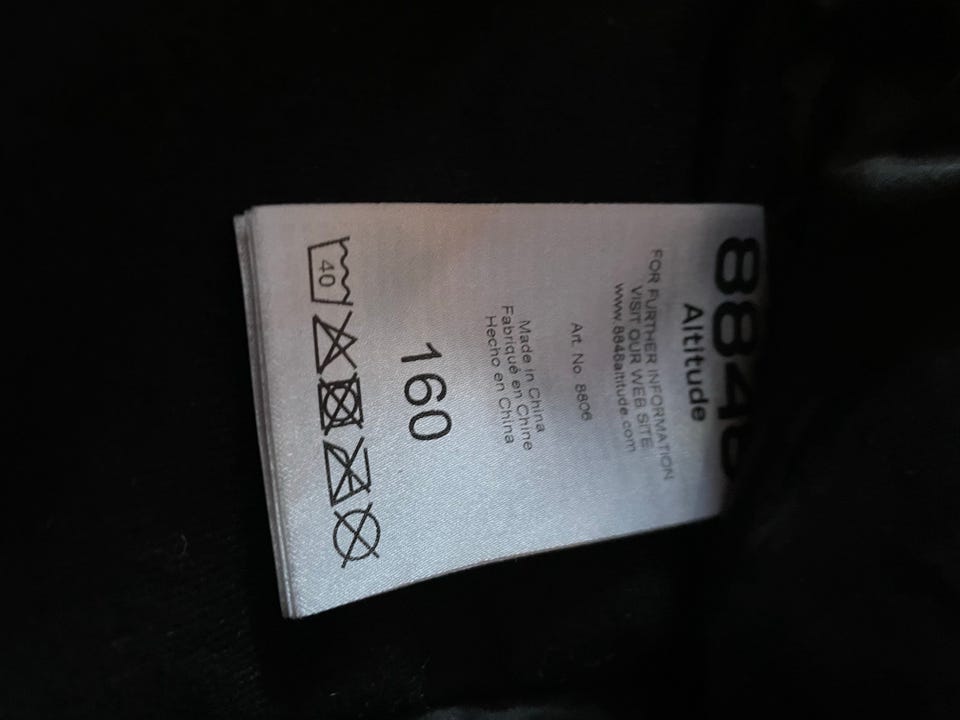 8848
Altitude
FOR FURTHER INFORMATION
VISIT OUR WEB SITE:
www.8848altitude.com
Art. No. 8806
Made in China
Fabriqué en Chine
Hecho en China
160
40